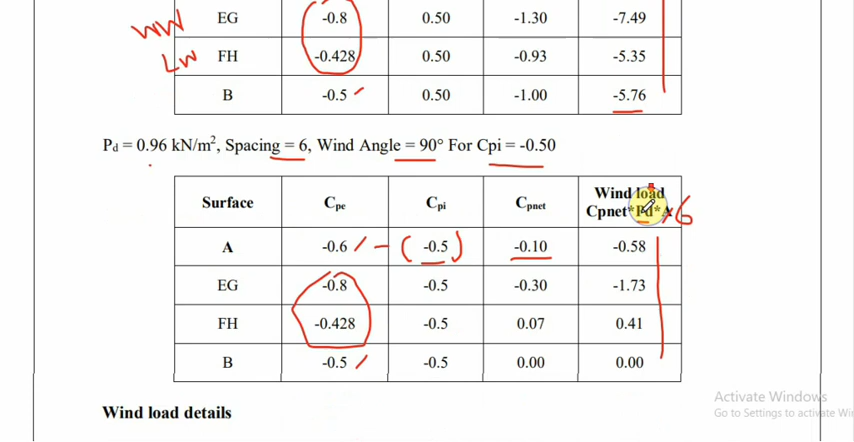 WW EG -0.8 0.50 -1.30 -7.49
LW FH -0.428 0.50 -0.93 -5.35
B -0.5 0.50 -1.00 -5.76
Pd = 0.96 kN/m², Spacing = 6, Wind Angle = 90° For Cpi = -0.50
Surface Cpe Cpi Cpnet Wind load
Cpnet*Pd*A ×6
A -0.6 - (-0.5) -0.10 -0.58
EG -0.8 -0.5 -0.30 -1.73
FH -0.428 -0.5 0.07 0.41
B -0.5 -0.5 0.00 0.00
Activate Windows
Wind load details
Go to Settings to activate Wi